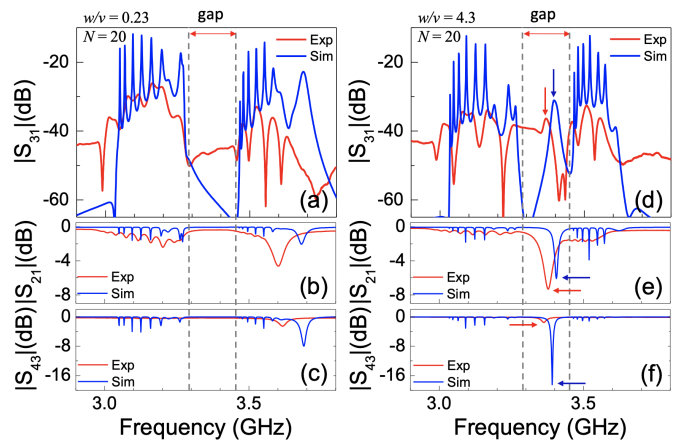 w/v = 0.23
N = 20
gap
w/v = 4.3
N = 20
gap
|S31|(dB)
-20
-40
-60
Exp
Sim
(a)
|S31|(dB)
-20
-40
-60
Exp
Sim
(d)
|S21|(dB)
0
-4
-8
Exp
Sim
(b)
|S21|(dB)
0
-4
-8
Exp
Sim
(e)
|S43|(dB)
0
-8
-16
Exp
Sim
(c)
|S43|(dB)
0
-8
-16
Exp
Sim
(f)
3.0
3.5
Frequency (GHz)
3.0
3.5
Frequency (GHz)